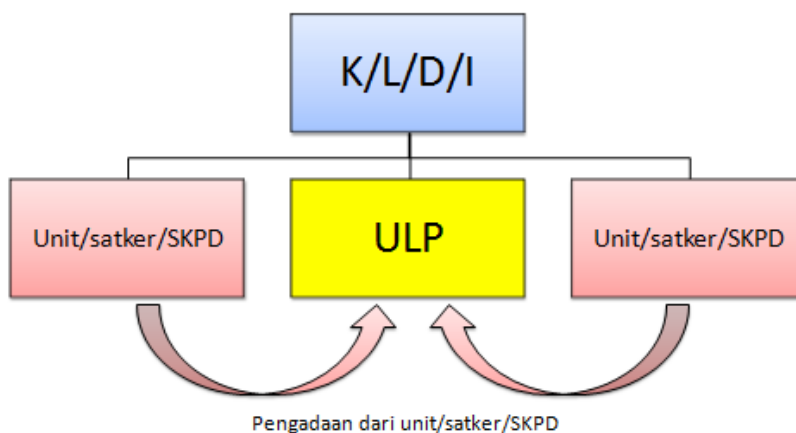 K/L/D/I
Unit/satker/SKPD
ULP
Unit/satker/SKPD
Pengadaan dari unit/satker/SKPD